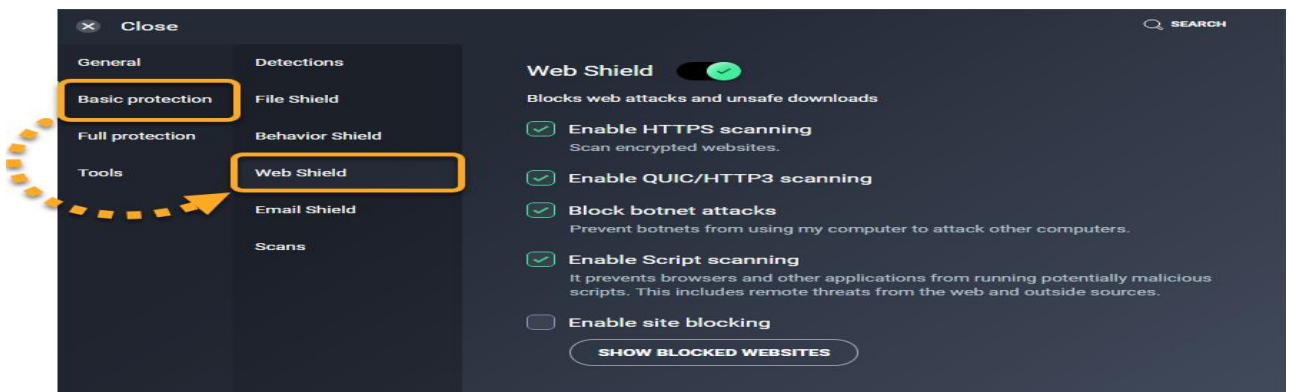 Close
SEARCH
General
Basic protection
Full protection
Tools
Detections
File Shield
Behavior Shield
Web Shield
Email Shield
Scans
Web Shield
Blocks web attacks and unsafe downloads
Enable HTTPS scanning
Scan encrypted websites.
Enable QUIC/HTTP3 scanning
Block botnet attacks
Prevent botnets from using my computer to attack other computers.
Enable Script scanning
It prevents browsers and other applications from running potentially malicious
scripts. This includes remote threats from the web and outside sources.
Enable site blocking
SHOW BLOCKED WEBSITES